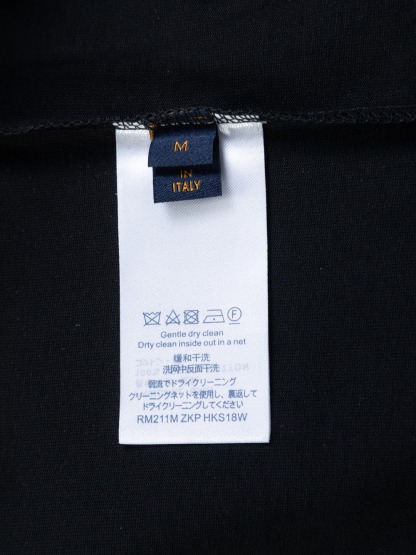 M
IN
ITALY
Gentle dry clean
Drty clean inside out in a net
缓和干洗
洗网中反面干洗
弱流でドライクリーニング
クリーニングネットを使用し、裏返して
ドライクリーニングしてください
RM211M ZKP HKS18W